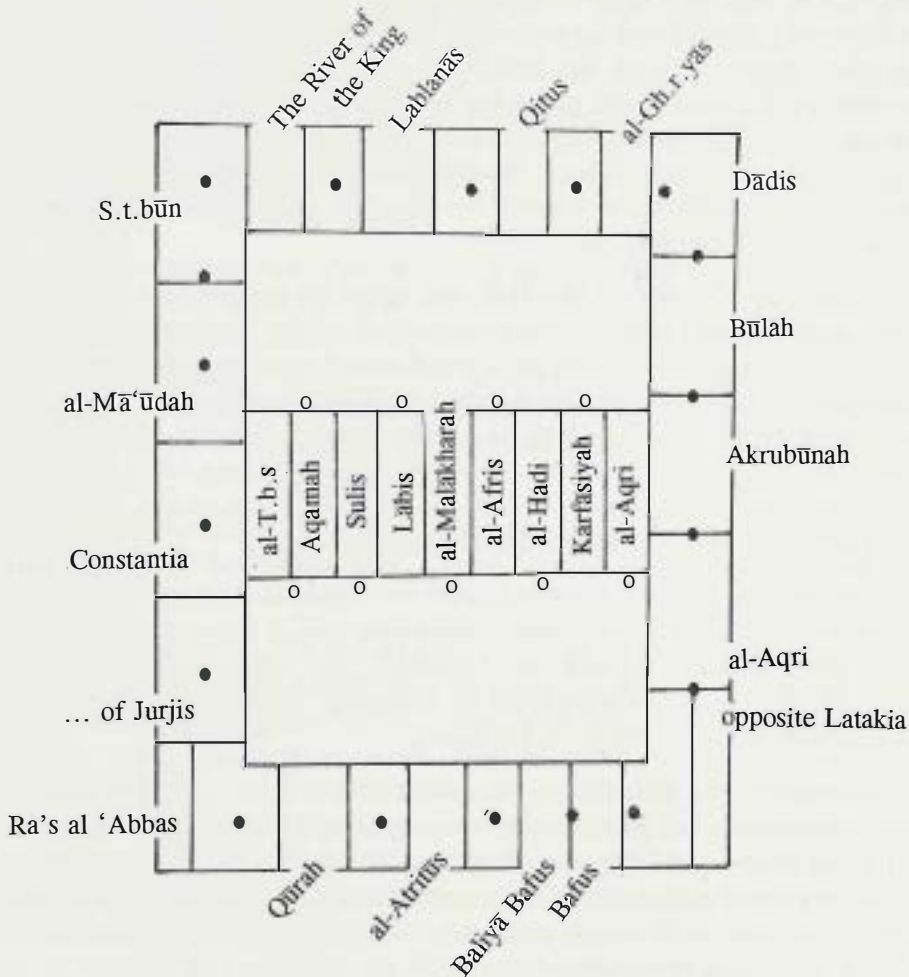 The River of
the King
Lablanās
Qitus
al-Gh.r.yas
S.t.būn
Dādis
Būlah
al-Mā‘ūdah
Akrubūnah
al-T.b.s
Aqamah
Sulis
Labis
al-Malakharah
al-Afris
al-Hadi
Karfasiyah
al-Aqri
Constantia
al-Aqri
... of Jurjis
opposite Latakia
Ra's al ‘Abbas
Qūrah
al-Atritūs
Baliyā Bafus
Bafus